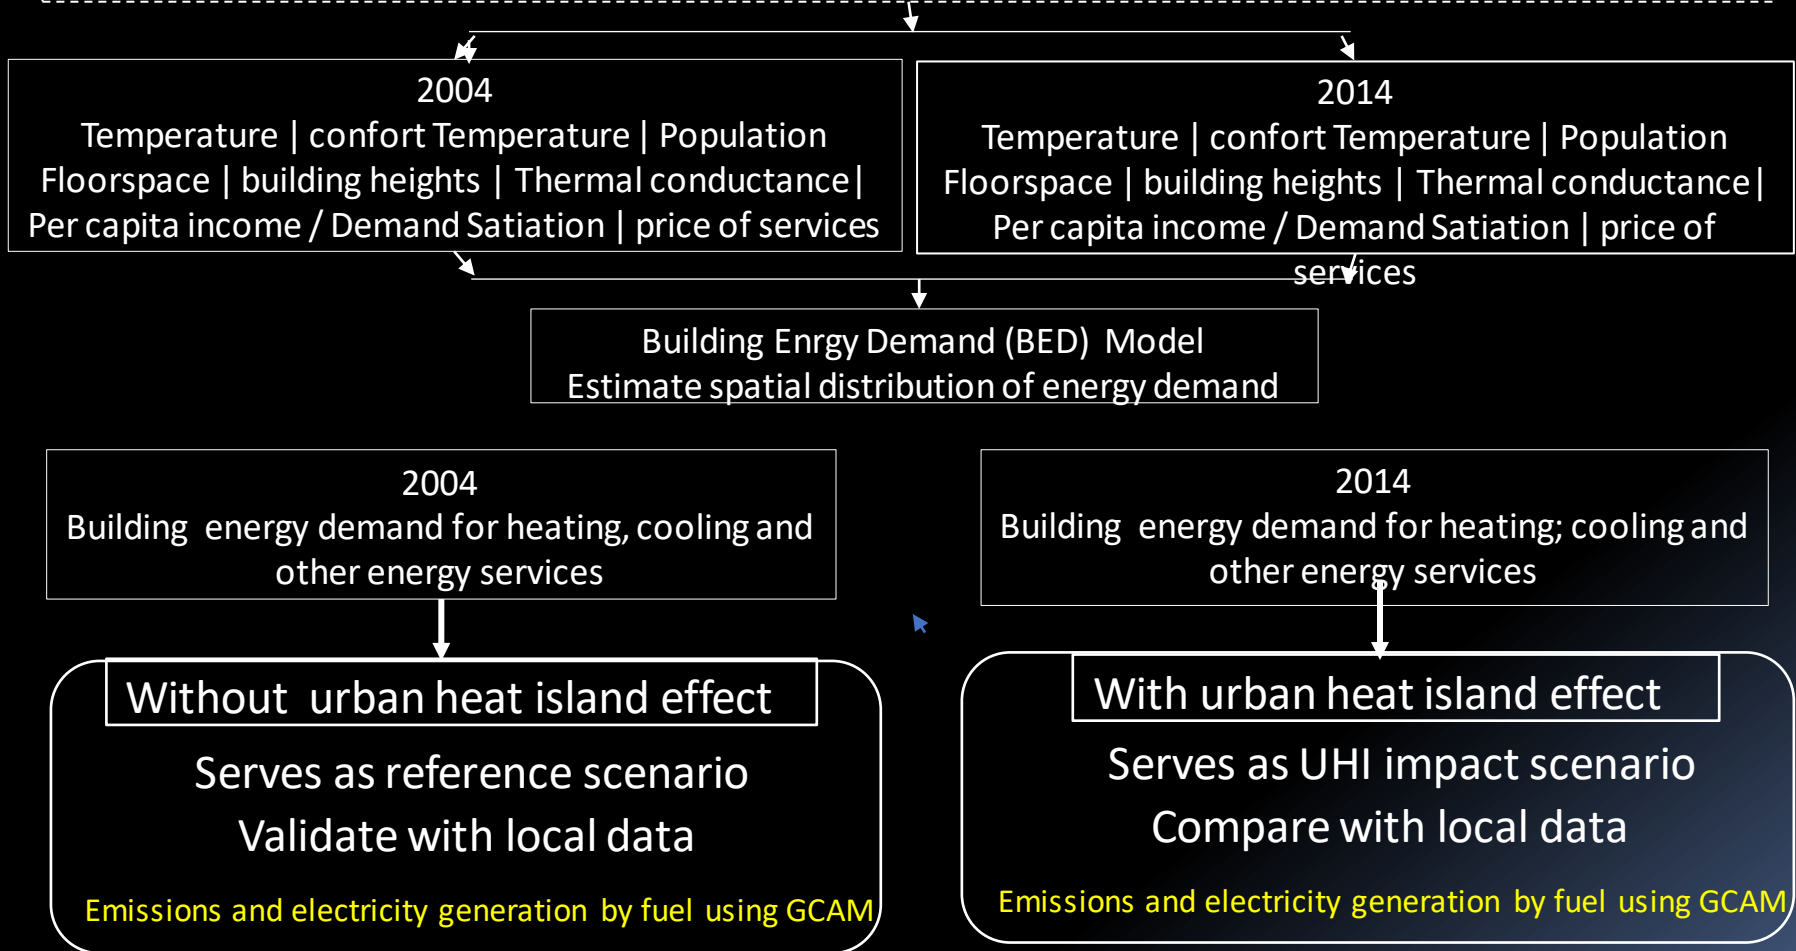 2004
Temperature | confort Temperature | Population
Floorspace | building heights | Thermal conductance|
Per capita income / Demand Satiation | price of services
2014
Temperature | confort Temperature | Population
Floorspace | building heights | Thermal conductance|
Per capita income / Demand Satiation | price of
services
Building Enrgy Demand (BED) Model
Estimate spatial distribution of energy demand
2004
Building energy demand for heating, cooling and
other energy services
2014
Building energy demand for heating; cooling and
other energy services
Without urban heat island effect
Serves as reference scenario
Validate with local data
Emissions and electricity generation by fuel using GCAM
With urban heat island effect
Serves as UHI impact scenario
Compare with local data
Emissions and electricity generation by fuel using GCAM